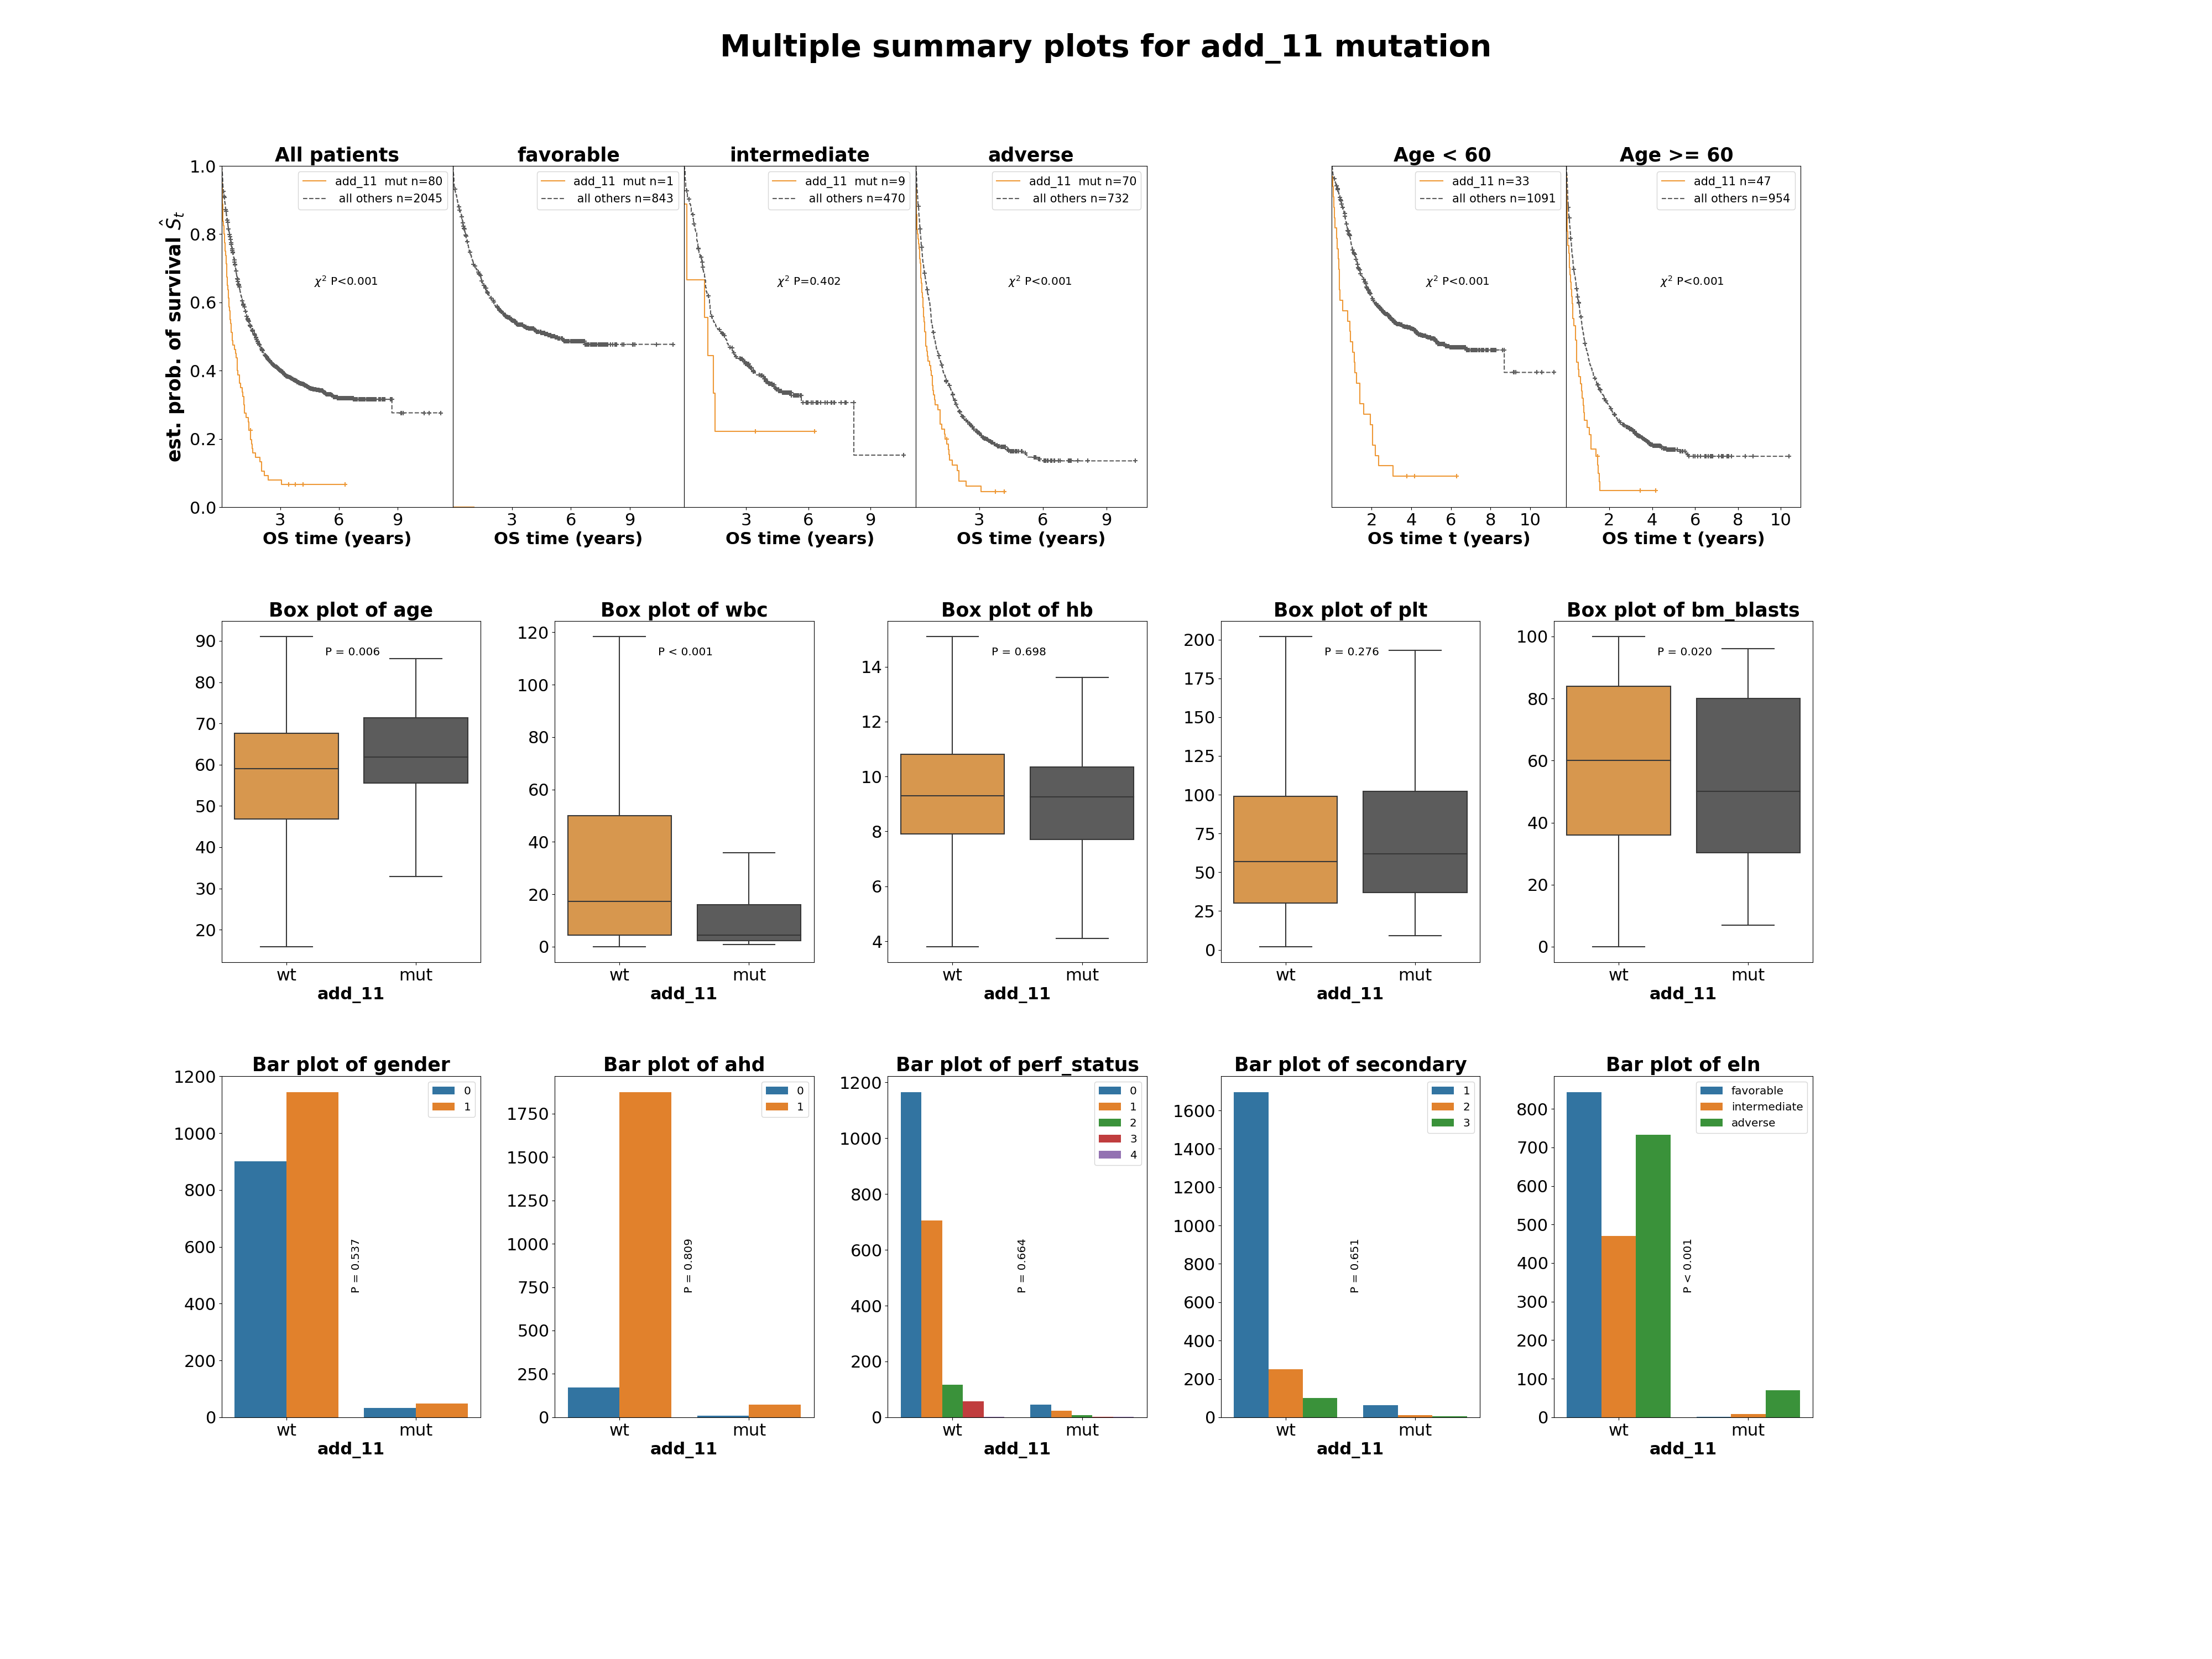 Multiple summary plots for add_11 mutation
All patients
favorable
intermediate
adverse
Age < 60
Age >= 60
add_11 mut n=80
all others n=2045
add_11 mut n=1
all others n=843
add_11 mut n=9
all others n=470
add_11 mut n=70
all others n=732
add_11 n=33
all others n=1091
add_11 n=47
all others n=954
χ² P<0.001
χ² P=0.402
χ² P<0.001
χ² P<0.001
χ² P<0.001
est. prob. of survival Ŝt
1.0
0.8
0.6
0.4
0.2
0.0
3 6 9
3 6 9
3 6 9
3 6 9
2 4 6 8 10
2 4 6 8 10
OS time (years)
OS time (years)
OS time (years)
OS time (years)
OS time t (years)
OS time t (years)
Box plot of age
P = 0.006
90
80
70
60
50
40
30
20
wt mut
add_11
Box plot of wbc
P < 0.001
120
100
80
60
40
20
0
wt mut
add_11
Box plot of hb
P = 0.698
14
12
10
8
6
4
wt mut
add_11
Box plot of plt
P = 0.276
200
175
150
125
100
75
50
25
0
wt mut
add_11
Box plot of bm_blasts
P = 0.020
100
80
60
40
20
0
wt mut
add_11
Bar plot of gender
0
1
P = 0.537
1200
1000
800
600
400
200
0
wt mut
add_11
Bar plot of ahd
0
1
P = 0.809
1750
1500
1250
1000
750
500
250
0
wt mut
add_11
Bar plot of perf_status
0
1
2
3
4
P = 0.664
1200
1000
800
600
400
200
0
wt mut
add_11
Bar plot of secondary
1
2
3
P = 0.651
1600
1400
1200
1000
800
600
400
200
0
wt mut
add_11
Bar plot of eln
favorable
intermediate
adverse
P < 0.001
800
700
600
500
400
300
200
100
0
wt mut
add_11